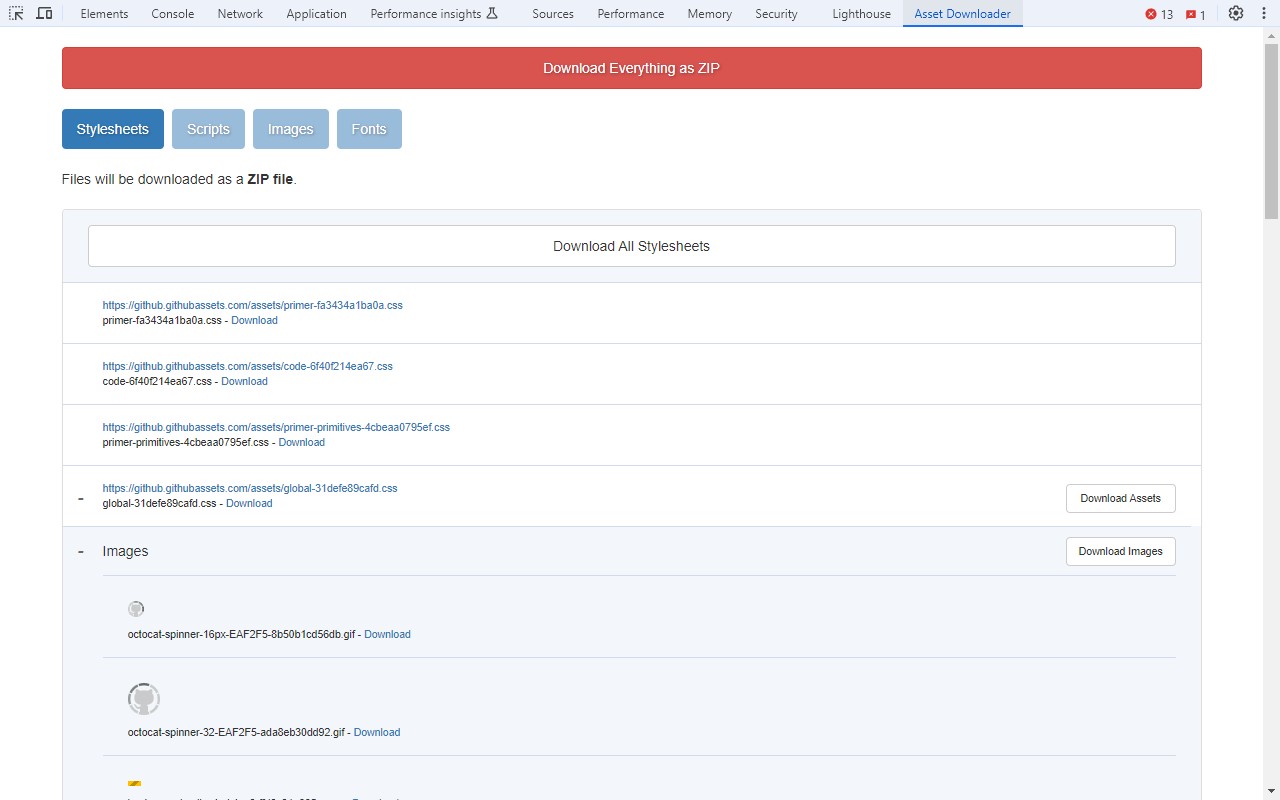 Elements Console Network Application Performance insights Sources Performance Memory Security Lighthouse Asset Downloader 13 1
Download Everything as ZIP
Stylesheets Scripts Images Fonts
Files will be downloaded as a ZIP file.
Download All Stylesheets
https://github.githubassets.com/assets/primer-fa3434a1ba0a.css
primer-fa3434a1ba0a.css - Download
https://github.githubassets.com/assets/code-6f40f214ea67.css
code-6f40f214ea67.css - Download
https://github.githubassets.com/assets/primer-primitives-4cbeaa0795ef.css
primer-primitives-4cbeaa0795ef.css - Download
https://github.githubassets.com/assets/global-31defe89cafd.css
- global-31defe89cafd.css - Download Download Assets
- Images Download Images
octocat-spinner-16px-EAF2F5-8b50b1cd56db.gif - Download
octocat-spinner-32-EAF2F5-ada8eb30dd92.gif - Download